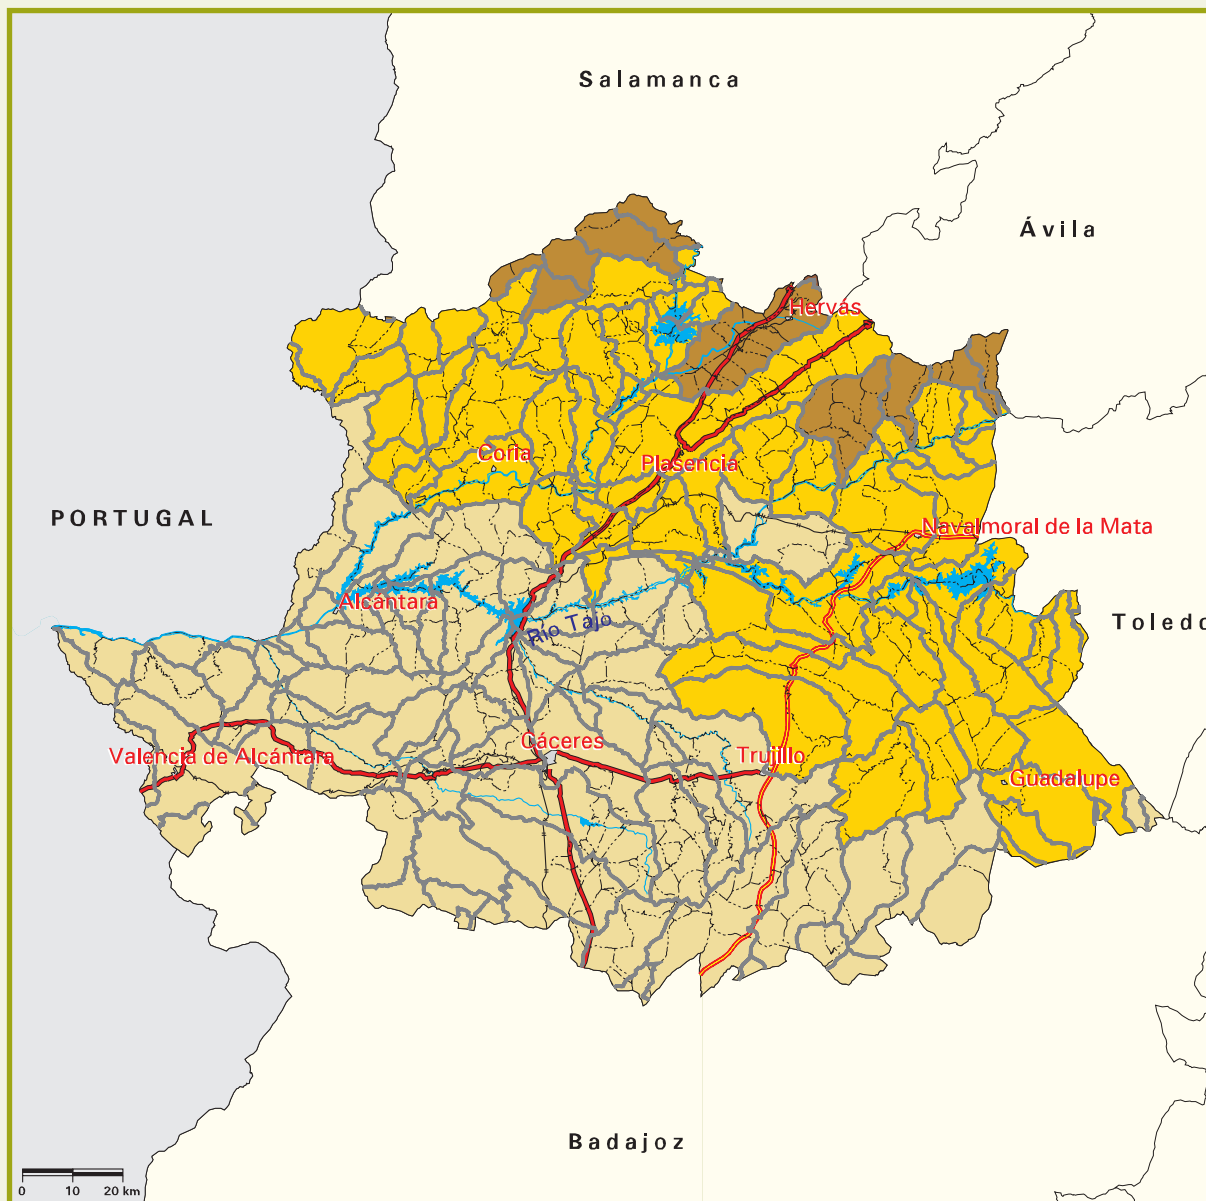 Salamanca
Ávila
Hervás
Coria
Plasencia
PORTUGAL
Navalmoral de la Mata
Alcántara
Río Tajo
Toledo
Cáceres
Valencia de Alcántara
Trujillo
Guadalupe
Badajoz
0 10 20 km